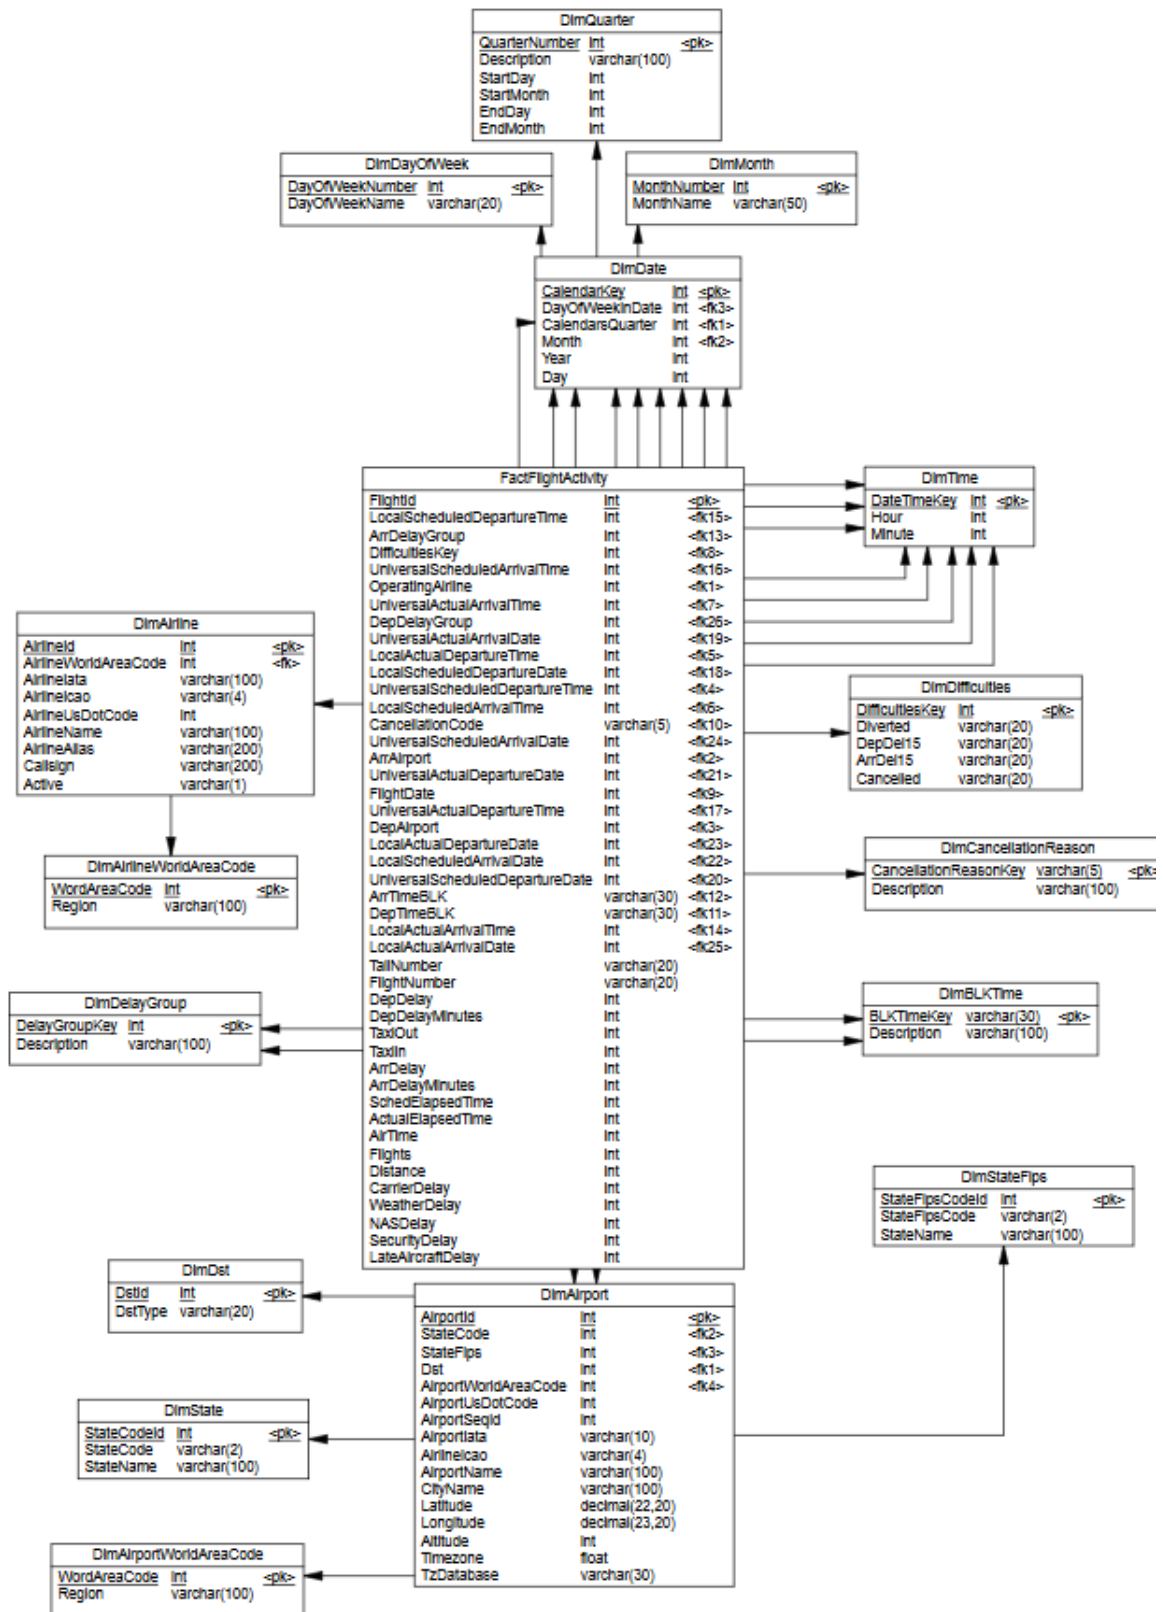 DimQuarter
QuarterNumber Int <pk>
Description varchar(100)
StartDay Int
StartMonth Int
EndDay Int
EndMonth Int
DimDayOfWeek
DayOfWeekNumber Int <pk>
DayOfWeekName varchar(20)
DimMonth
MonthNumber Int <pk>
MonthName varchar(50)
DimDate
CalendarKey Int <pk>
DayOfWeekInDate Int <fk3>
CalendarsQuarter Int <fk1>
Month Int <fk2>
Year Int
Day Int
FactFlightActivity
FlightId Int <pk>
LocalScheduledDepartureTime Int <fk15>
ArrDelayGroup Int <fk13>
DifficultiesKey Int <fk8>
UniversalScheduledArrivalTime Int <fk16>
OperatingAirline Int <fk1>
UniversalActualArrivalTime Int <fk7>
DepDelayGroup Int <fk26>
UniversalActualArrivalDate Int <fk19>
LocalActualDepartureTime Int <fk5>
LocalScheduledDepartureDate Int <fk18>
UniversalScheduledDepartureTime Int <fk4>
LocalScheduledArrivalTime Int <fk6>
CancellationCode varchar(5) <fk10>
UniversalScheduledArrivalDate Int <fk24>
ArrAirport Int <fk2>
UniversalActualDepartureDate Int <fk21>
FlightDate Int <fk9>
UniversalActualDepartureTime Int <fk17>
DepAirport Int <fk3>
LocalActualDepartureDate Int <fk23>
LocalScheduledArrivalDate Int <fk22>
UniversalScheduledDepartureDate Int <fk20>
ArrTimeBLK varchar(30) <fk12>
DepTimeBLK varchar(30) <fk11>
LocalActualArrivalTime Int <fk14>
LocalActualArrivalDate Int <fk25>
TailNumber varchar(20)
FlightNumber varchar(20)
DepDelay Int
DepDelayMinutes Int
TaxiOut Int
TaxiIn Int
ArrDelay Int
ArrDelayMinutes Int
SchedElapsedTime Int
ActualElapsedTime Int
AirTime Int
Flights Int
Distance Int
CarrierDelay Int
WeatherDelay Int
NASDelay Int
SecurityDelay Int
LateAircraftDelay Int
DimTime
DateTimeKey Int <pk>
Hour Int
Minute Int
DimAirline
AirlineId Int <pk>
AirlineWorldAreaCode Int <fk>
AirlineIata varchar(100)
AirlineIcao varchar(4)
AirlineUsDotCode Int
AirlineName varchar(100)
AirlineAlias varchar(200)
Callsign varchar(200)
Active varchar(1)
DimDifficulties
DifficultiesKey Int <pk>
Diverted varchar(20)
DepDel15 varchar(20)
ArrDel15 varchar(20)
Cancelled varchar(20)
DimAirlineWorldAreaCode
WordAreaCode Int <pk>
Region varchar(100)
DimCancellationReason
CancellationReasonKey varchar(5) <pk>
Description varchar(100)
DimDelayGroup
DelayGroupKey Int <pk>
Description varchar(100)
DimBLKTime
BLKTimeKey varchar(30) <pk>
Description varchar(100)
DimStateFips
StateFipsCodeId Int <pk>
StateFipsCode varchar(2)
StateName varchar(100)
DimDst
DstId Int <pk>
DstType varchar(20)
DimAirport
AirportId Int <pk>
StateCode Int <fk2>
StateFips Int <fk3>
Dst Int <fk1>
AirportWorldAreaCode Int <fk4>
AirportUsDotCode Int
AirportSeqId Int
AirportIata varchar(10)
AirlineIcao varchar(4)
AirportName varchar(100)
CityName varchar(100)
Latitude decimal(22,20)
Longitude decimal(23,20)
Altitude Int
Timezone float
TzDatabase varchar(30)
DimState
StateCodeId Int <pk>
StateCode varchar(2)
StateName varchar(100)
DimAirportWorldAreaCode
WordAreaCode Int <pk>
Region varchar(100)